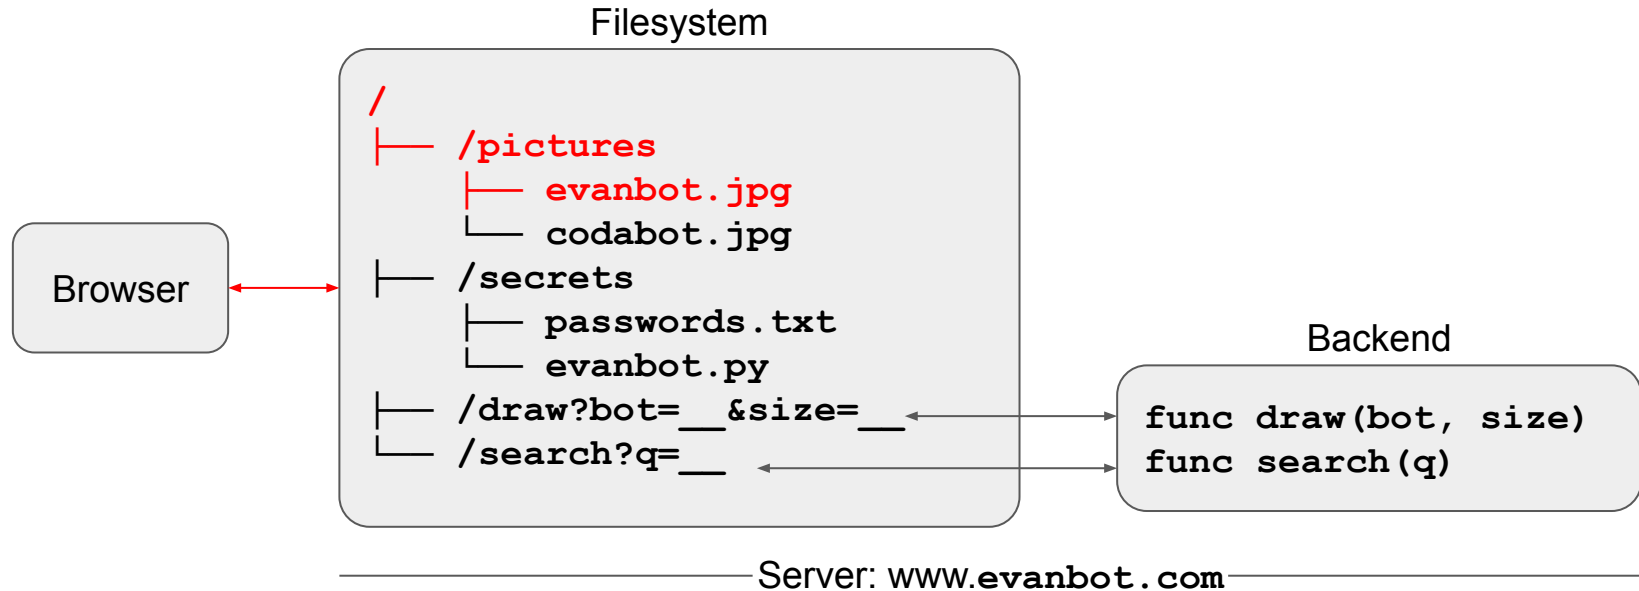 Filesystem
/
├── /pictures
├── evanbot.jpg
└── codabot.jpg
├── /secrets
├── passwords.txt
└── evanbot.py
├── /draw?bot=__&size=__
└── /search?q=__
Browser
Backend
func draw(bot, size)
func search(q)
Server: www.evanbot.com